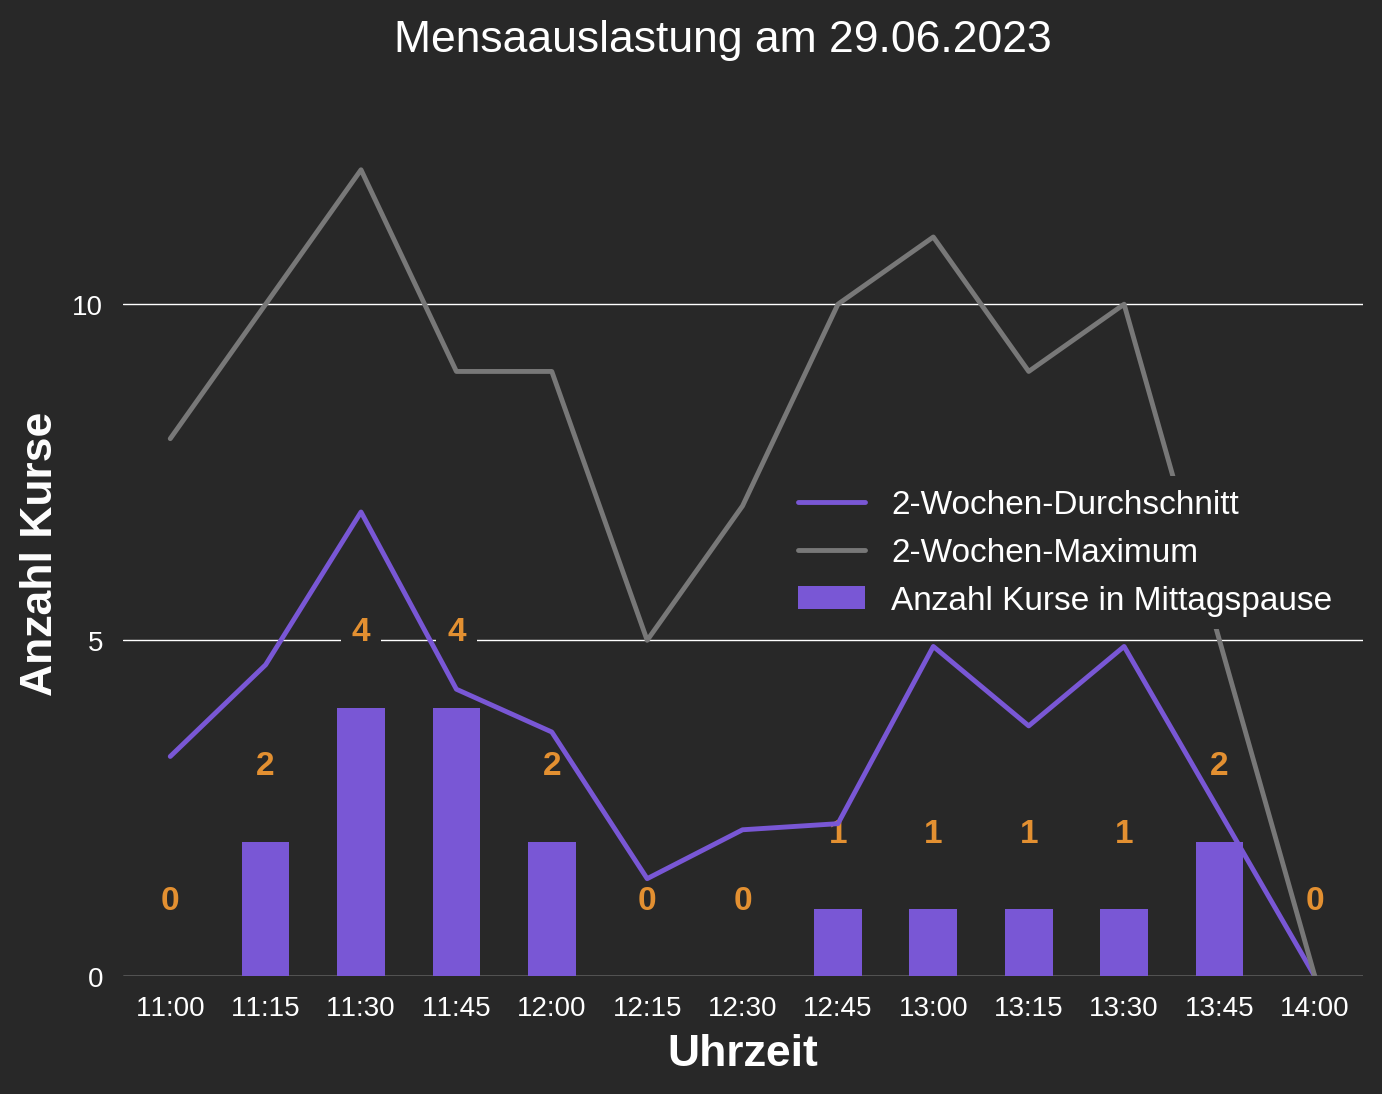 Mensaauslastung am 29.06.2023
Anzahl Kurse
10
5
0
2-Wochen-Durchschnitt
2-Wochen-Maximum
Anzahl Kurse in Mittagspause
0 2 4 4 2 0 0 1 1 1 1 2 0
11:00 11:15 11:30 11:45 12:00 12:15 12:30 12:45 13:00 13:15 13:30 13:45 14:00
Uhrzeit